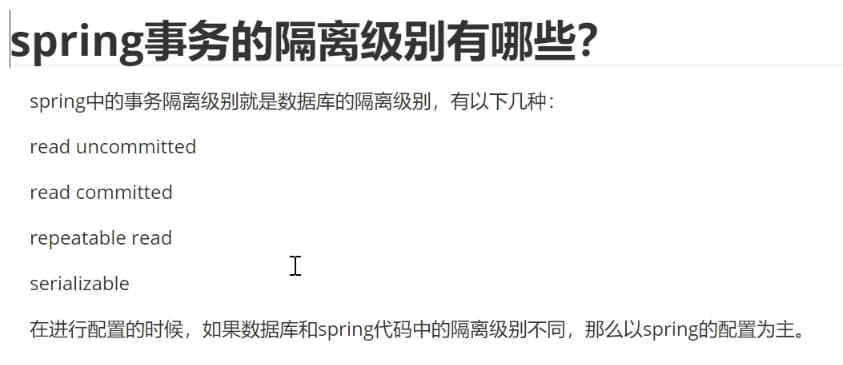 spring事务的隔离级别有哪些?
spring中的事务隔离级别就是数据库的隔离级别，有以下几种：
read uncommitted
read committed
repeatable read
serializable
在进行配置的时候，如果数据库和spring代码中的隔离级别不同，那么以spring的配置为主。